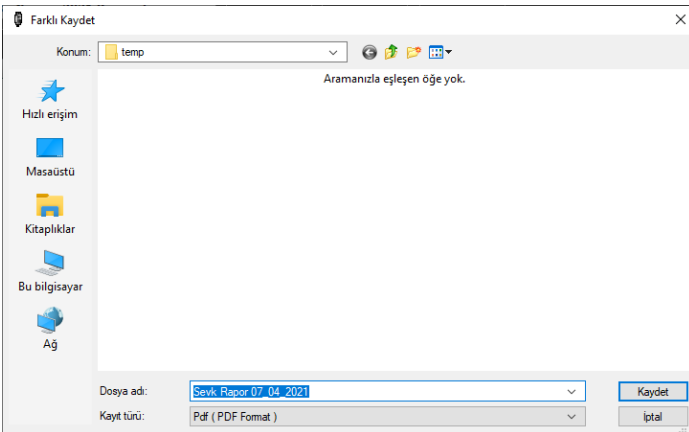 Farklı Kaydet
Konum: temp
Aramanızla eşleşen öğe yok.
Hızlı erişim
Masaüstü
Kitaplıklar
Bu bilgisayar
Ağ
Dosya adı: Sevk Rapor 07_04_2021 Kaydet
Kayıt türü: Pdf ( PDF Format ) İptal